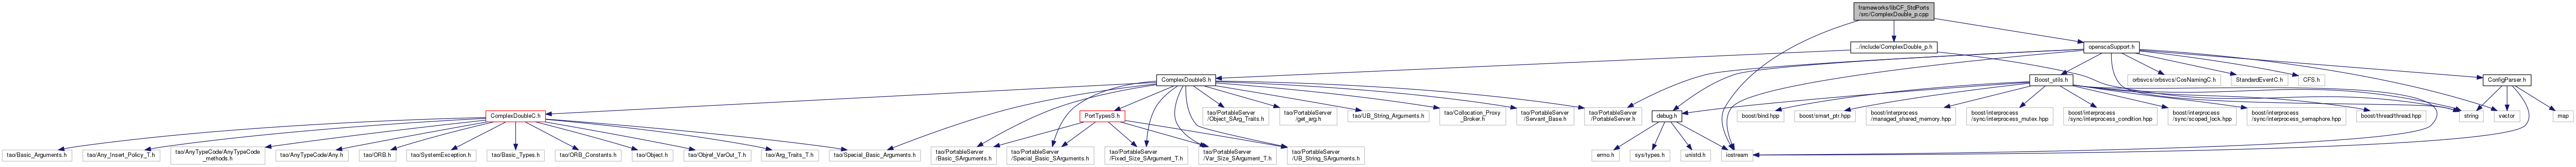 frameworks/libCF_StdPorts
/src/ComplexDouble_p.cpp
../include/ComplexDouble_p.h
openscaSupport.h
ComplexDoubleS.h
Boost_utils.h
orbsvcs/orbsvcs/CosNamingC.h
StandardEventC.h
CFS.h
ConfigParser.h
ComplexDoubleC.h
PortTypesS.h
tao/PortableServer
/Object_SArg_Traits.h
tao/PortableServer
/get_arg.h
tao/UB_String_Arguments.h
tao/Collocation_Proxy
_Broker.h
tao/PortableServer
/Servant_Base.h
tao/PortableServer
/PortableServer.h
debug.h
boost/bind.hpp
boost/smart_ptr.hpp
boost/interprocess
/managed_shared_memory.hpp
boost/interprocess
/sync/interprocess_mutex.hpp
boost/interprocess
/sync/interprocess_condition.hpp
boost/interprocess
/sync/scoped_lock.hpp
boost/interprocess
/sync/interprocess_semaphore.hpp
boost/thread/thread.hpp
string
vector
map
tao/Basic_Arguments.h
tao/Any_Insert_Policy_T.h
tao/AnyTypeCode/AnyTypeCode
_methods.h
tao/AnyTypeCode/Any.h
tao/ORB.h
tao/SystemException.h
tao/Basic_Types.h
tao/ORB_Constants.h
tao/Object.h
tao/Objref_VarOut_T.h
tao/Arg_Traits_T.h
tao/Special_Basic_Arguments.h
tao/PortableServer
/Basic_SArguments.h
tao/PortableServer
/Special_Basic_SArguments.h
tao/PortableServer
/Fixed_Size_SArgument_T.h
tao/PortableServer
/Var_Size_SArgument_T.h
tao/PortableServer
/UB_String_SArguments.h
errno.h
sys/types.h
unistd.h
iostream